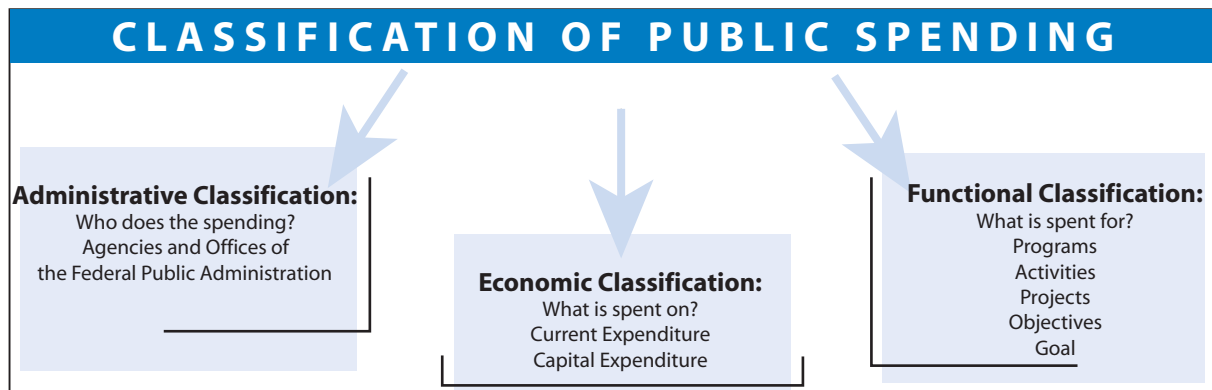 CLASSIFICATION OF PUBLIC SPENDING
Administrative Classification:
Who does the spending?
Agencies and Offices of
the Federal Public Administration
Economic Classification:
What is spent on?
Current Expenditure
Capital Expenditure
Functional Classification:
What is spent for?
Programs
Activities
Projects
Objectives
Goal